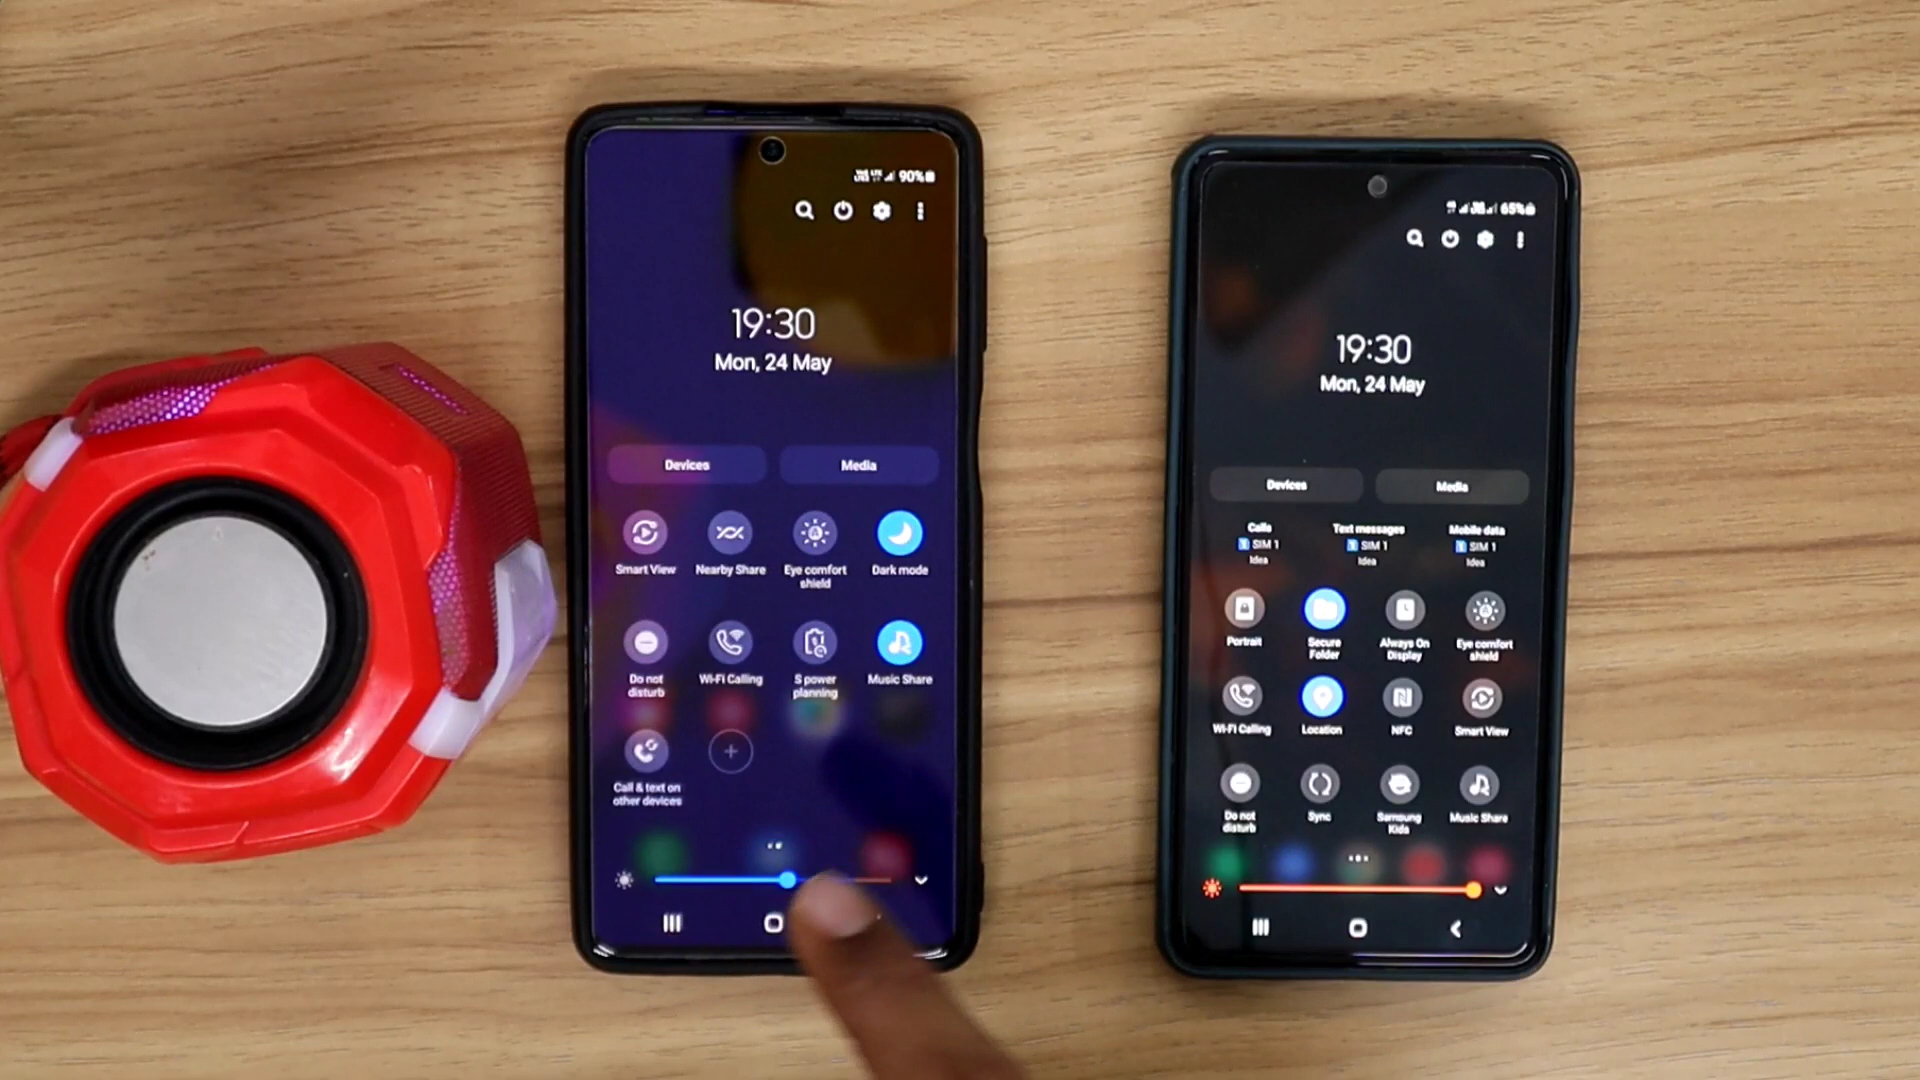 90%
19:30
Mon, 24 May
Devices
Media
Smart View
Nearby Share
Eye comfort
shield
Dark mode
Do not
disturb
Wi-Fi Calling
S power
planning
Music Share
Call & text on
other devices
65%
19:30
Mon, 24 May
Devices
Media
Calls
Text messages
Mobile data
SIM 1
SIM 1
SIM 1
Idea
Idea
Idea
Portrait
Secure
Folder
Always On
Display
Eye comfort
shield
Wi-Fi Calling
Location
NFC
Smart View
Do not
disturb
Sync
Samsung
Kids
Music Share